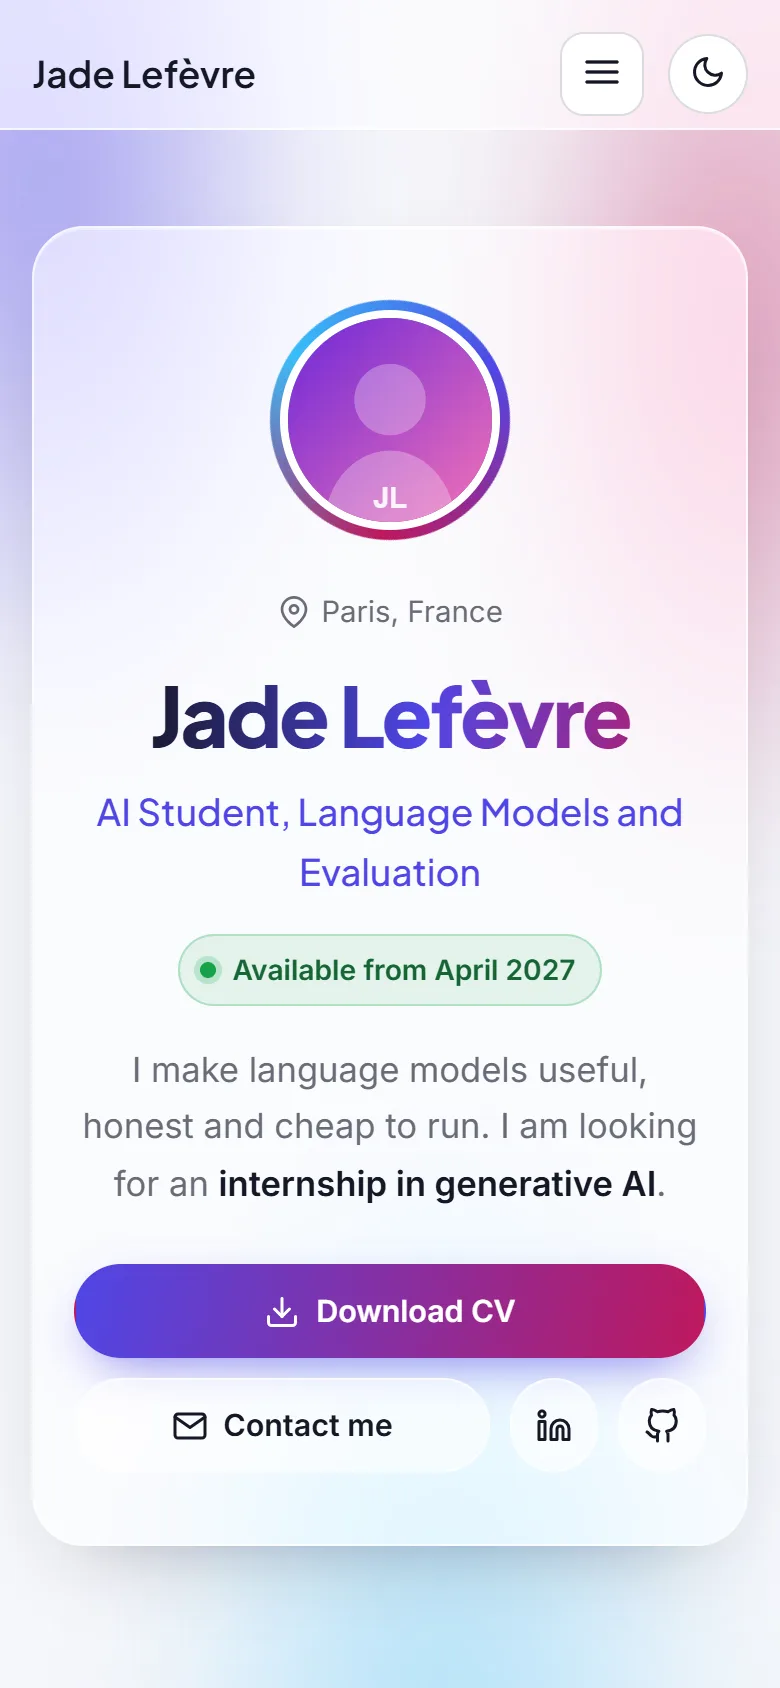 Jade Lefèvre
JL
Paris, France
Jade Lefèvre
AI Student, Language Models and
Evaluation
Available from April 2027
I make language models useful,
honest and cheap to run. I am looking
for an internship in generative AI.
Download CV
Contact me